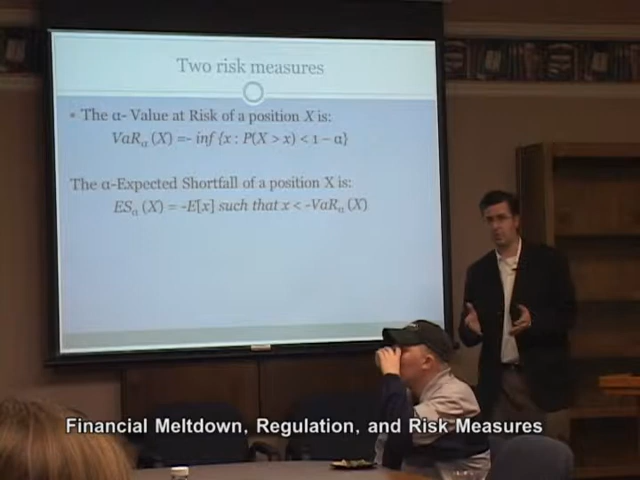 Two risk measures
• The α- Value at Risk of a position X is:
VaRα (X) =- inf {x : P(X > x) < 1 – α}
The α-Expected Shortfall of a position X is:
ESα (X) = -E[x] such that x < -VaRα (X)
Financial Meltdown, Regulation, and Risk Measures